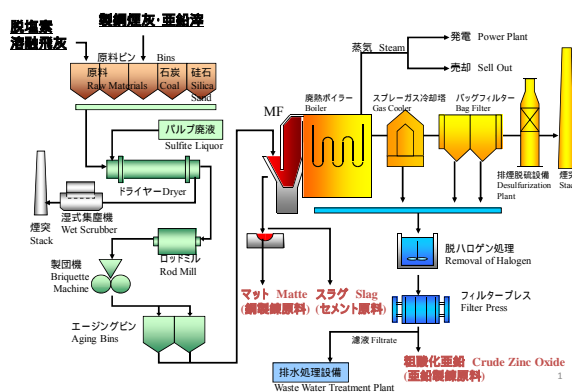 脱塩素
溶融飛灰
製鋼煙灰･亜鉛滓
原料ビン Bins
原料
Raw Materials
石炭
Coal
硅石
Silica
Sand
パルプ廃液
Sulfite Liquor
ドライヤーDryer
煙突
Stack
湿式集塵機
Wet Scrubber
ロッドミル
Rod Mill
製団機
Briquette
Machine
エージングビン
Aging Bins
MF
蒸気 Steam
発電 Power Plant
売却 Sell Out
廃熱ボイラー
Boiler
スプレーガス冷却塔
Gas Cooler
バッグフィルター
Bag Filter
排煙脱硫設備
Desulfurization
Plant
煙突
Stack
マット Matte
(銅製錬原料)
スラグ Slag
(セメント原料)
脱ハロゲン処理
Removal of Halogen
フィルタープレス
Filter Press
濾液 Filtrate
排水処理設備
Waste Water Treatment Plant
粗酸化亜鉛 Crude Zinc Oxide
(亜鉛製錬原料)
1